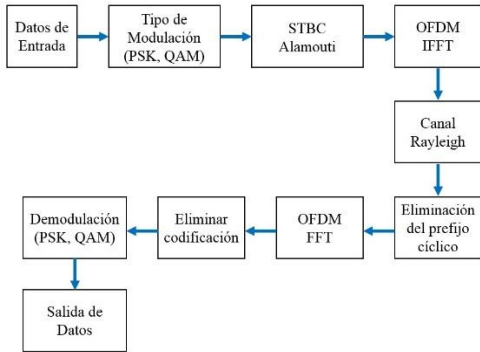 Datos de
Entrada
Tipo de
Modulación
(PSK, QAM)
STBC
Alamouti
OFDM
IFFT
Canal
Rayleigh
Eliminación
del prefijo
cíclico
OFDM
FFT
Eliminar
codificación
Demodulación
(PSK, QAM)
Salida de
Datos